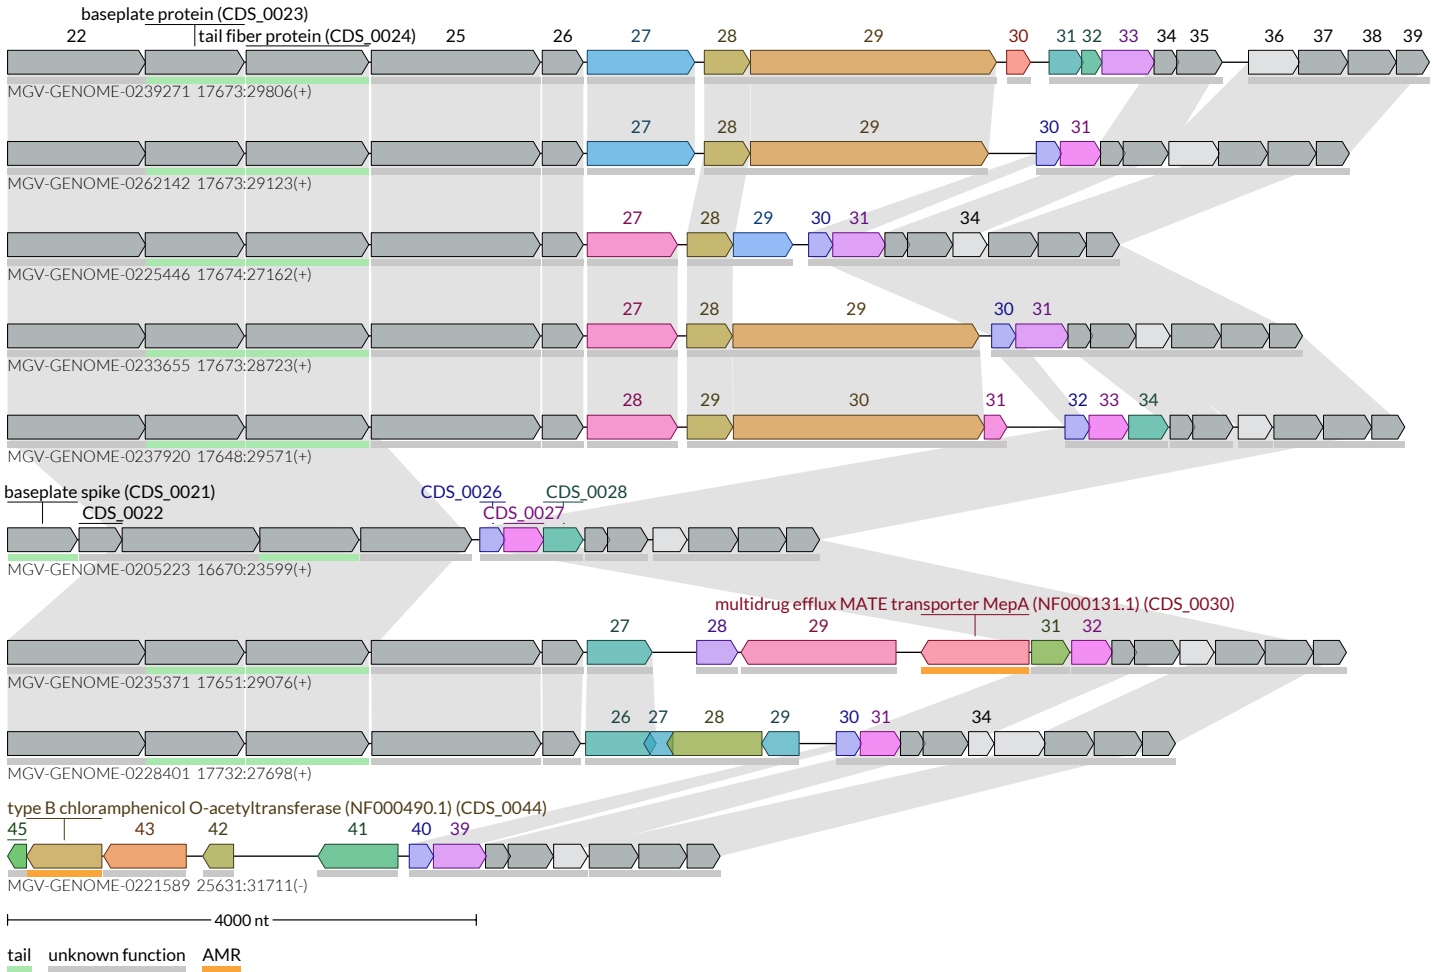 baseplate protein (CDS_0023)
22 tail fiber protein (CDS_0024) 25 26 27 28 29 30 31 32 33 34 35 36 37 38 39
MGV-GENOME-0239271 17673:29806(+)
27 28 29 30 31
MGV-GENOME-0262142 17673:29123(+)
27 28 29 30 31 34
MGV-GENOME-0225446 17674:27162(+)
27 28 29 30 31
MGV-GENOME-0233655 17673:28723(+)
28 29 30 31 32 33 34
MGV-GENOME-0237920 17648:29571(+)
baseplate spike (CDS_0021) CDS_0026 CDS_0028
CDS_0022 CDS_0027
MGV-GENOME-0205223 16670:23599(+)
multidrug efflux MATE transporter MepA (NF000131.1) (CDS_0030)
27 28 29 31 32
MGV-GENOME-0235371 17651:29076(+)
26 27 28 29 30 31 34
MGV-GENOME-0228401 17732:27698(+)
type B chloramphenicol O-acetyltransferase (NF000490.1) (CDS_0044)
45 43 42 41 40 39
MGV-GENOME-0221589 25631:31711(-)
4000 nt
tail unknown function AMR